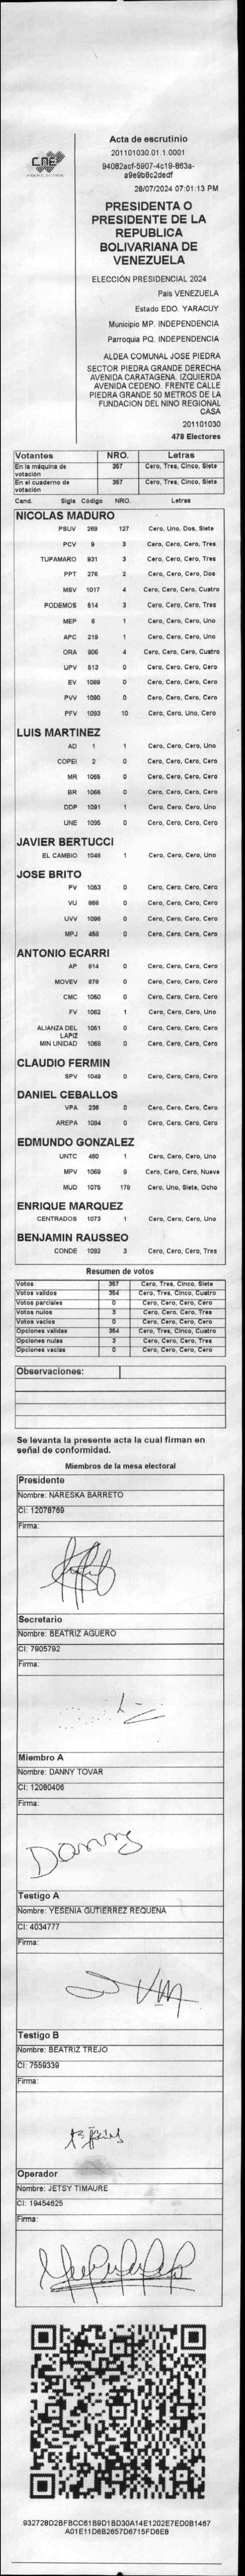 CNE
Acta de escrutinio
201101030.01.1.0001
94082acf-5907-4c19-863a-
a9e9b8c2dedf
28/07/2024 07:01:13 PM
PRESIDENTA O
PRESIDENTE DE LA
REPUBLICA
BOLIVARIANA DE
VENEZUELA
ELECCIÓN PRESIDENCIAL 2024
Pais VENEZUELA
Estado EDO. YARACUY
Municipio MP. INDEPENDENCIA
Parroquia PQ. INDEPENDENCIA
ALDEA COMUNAL JOSE PIEDRA
SECTOR PIEDRA GRANDE DERECHA
AVENIDA CARATAGENA. IZQUIERDA
AVENIDA CEDENO. FRENTE CALLE
PIEDRA GRANDE 50 METROS DE LA
FUNDACION DEL NINO REGIONAL
CASA
201101030
478 Electores
Votantes NRO. Letras
En la máquina de votación 357 Cero, Tres, Cinco, Siete
En el cuaderno de votación 357 Cero, Tres, Cinco, Siete
Cand. Sigla Código NRO. Letras
NICOLAS MADURO
PSUV 269 127 Cero, Uno, Dos, Siete
PCV 9 3 Cero, Cero, Cero, Tres
TUPAMARO 931 3 Cero, Cero, Cero, Tres
PPT 276 2 Cero, Cero, Cero, Dos
MSV 1017 4 Cero, Cero, Cero, Cuatro
PODEMOS 514 3 Cero, Cero, Cero, Tres
MEP 6 1 Cero, Cero, Cero, Uno
APC 219 1 Cero, Cero, Cero, Uno
ORA 906 4 Cero, Cero, Cero, Cuatro
UPV 513 0 Cero, Cero, Cero, Cero
EV 1089 0 Cero, Cero, Cero, Cero
PVV 1090 0 Cero, Cero, Cero, Cero
PFV 1093 10 Cero, Cero, Uno, Cero
LUIS MARTINEZ
AD 1 1 Cero, Cero, Cero, Uno
COPEI 2 0 Cero, Cero, Cero, Cero
MR 1065 0 Cero, Cero, Cero, Cero
BR 1066 0 Cero, Cero, Cero, Cero
DDP 1091 1 Cero, Cero, Cero, Uno
UNE 1095 0 Cero, Cero, Cero, Cero
JAVIER BERTUCCI
EL CAMBIO 1048 1 Cero, Cero, Cero, Uno
JOSE BRITO
PV 1053 0 Cero, Cero, Cero, Cero
VU 868 0 Cero, Cero, Cero, Cero
UVV 1096 0 Cero, Cero, Cero, Cero
MPJ 450 0 Cero, Cero, Cero, Cero
ANTONIO ECARRI
AP 914 0 Cero, Cero, Cero, Cero
MOVEV 878 0 Cero, Cero, Cero, Cero
CMC 1050 0 Cero, Cero, Cero, Cero
FV 1062 1 Cero, Cero, Cero, Uno
ALIANZA DEL LAPIZ 1061 0 Cero, Cero, Cero, Cero
MIN UNIDAD 1069 0 Cero, Cero, Cero, Cero
CLAUDIO FERMIN
SPV 1049 0 Cero, Cero, Cero, Cero
DANIEL CEBALLOS
VPA 236 0 Cero, Cero, Cero, Cero
AREPA 1094 0 Cero, Cero, Cero, Cero
EDMUNDO GONZALEZ
UNTC 460 1 Cero, Cero, Cero, Uno
MPV 1069 9 Cero, Cero, Cero, Nueve
MUD 1075 178 Cero, Uno, Siete, Ocho
ENRIQUE MARQUEZ
CENTRADOS 1073 1 Cero, Cero, Cero, Uno
BENJAMIN RAUSSEO
CONDE 1092 3 Cero, Cero, Cero, Tres
Resumen de votos
Votos 357 Cero, Tres, Cinco, Siete
Votos validos 354 Cero, Tres, Cinco, Cuatro
Votos parciales 0 Cero, Cero, Cero, Cero
Votos nulos 3 Cero, Cero, Cero, Tres
Votos vacios 0 Cero, Cero, Cero, Cero
Opciones validas 354 Cero, Tres, Cinco, Cuatro
Opciones nulas 3 Cero, Cero, Cero, Tres
Opciones vacias 0 Cero, Cero, Cero, Cero
Observaciones:
Se levanta la presente acta la cual firman en
señal de conformidad.
Miembros de la mesa electoral
Presidente
Nombre: NARESKA BARRETO
CI: 12078769
Firma:
Secretario
Nombre: BEATRIZ AGUERO
CI: 7905792
Firma:
Miembro A
Nombre: DANNY TOVAR
CI: 12080406
Firma:
Danny
Testigo A
Nombre: YESENIA GUTIERREZ REQUENA
CI: 4034777
Firma:
Testigo B
Nombre: BEATRIZ TREJO
CI: 7559339
Firma:
Operador
Nombre: JETSY TIMAURE
CI: 19454625
Firma:
932728D2BFBCC61B9D1BD30A14E1202E7ED0B1467
A01E11D6B2657D6715FD6E8